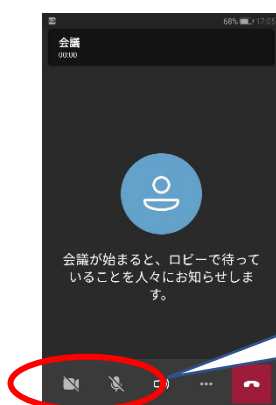 68% 17:05
会議
00:00
会議が始まると、ロビーで待って
いることを人々にお知らせしま
す。